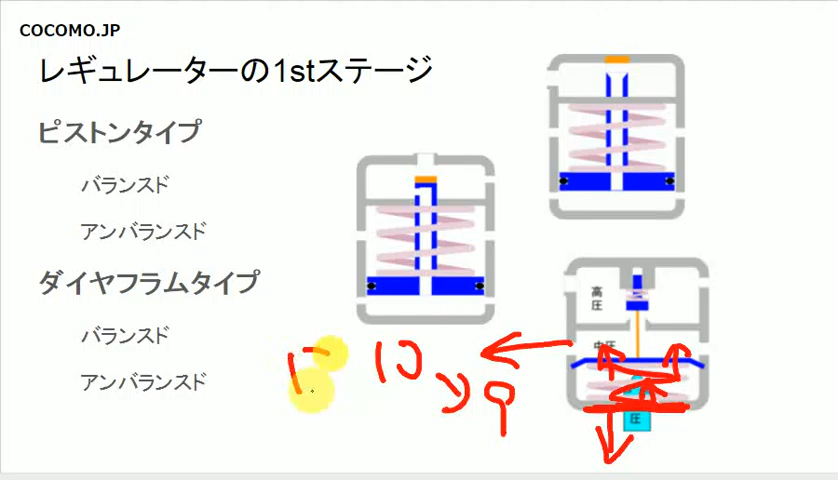 COCOMO.JP
レギュレーターの1stステージ
ピストンタイプ
バランスド
アンバランスド
ダイヤフラムタイプ
バランスド
アンバランスド
高
圧
中圧
圧
10
9